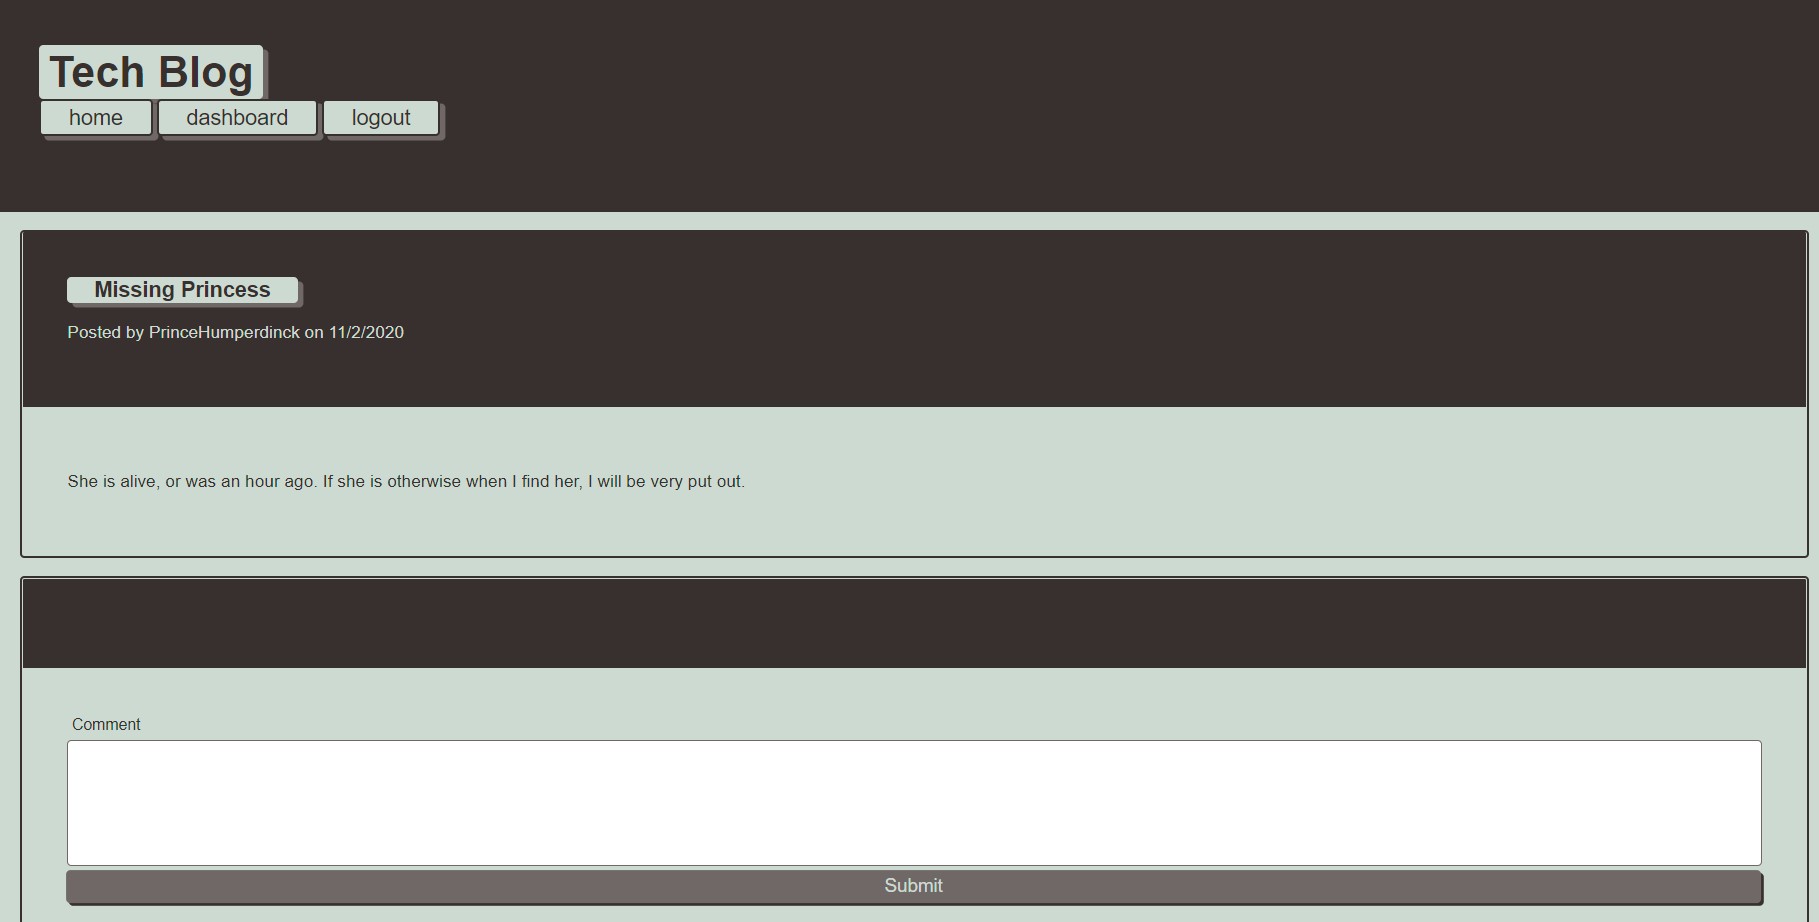 Tech Blog
home dashboard logout
Missing Princess
Posted by PrinceHumperdinck on 11/2/2020
She is alive, or was an hour ago. If she is otherwise when I find her, I will be very put out.
Comment
Submit